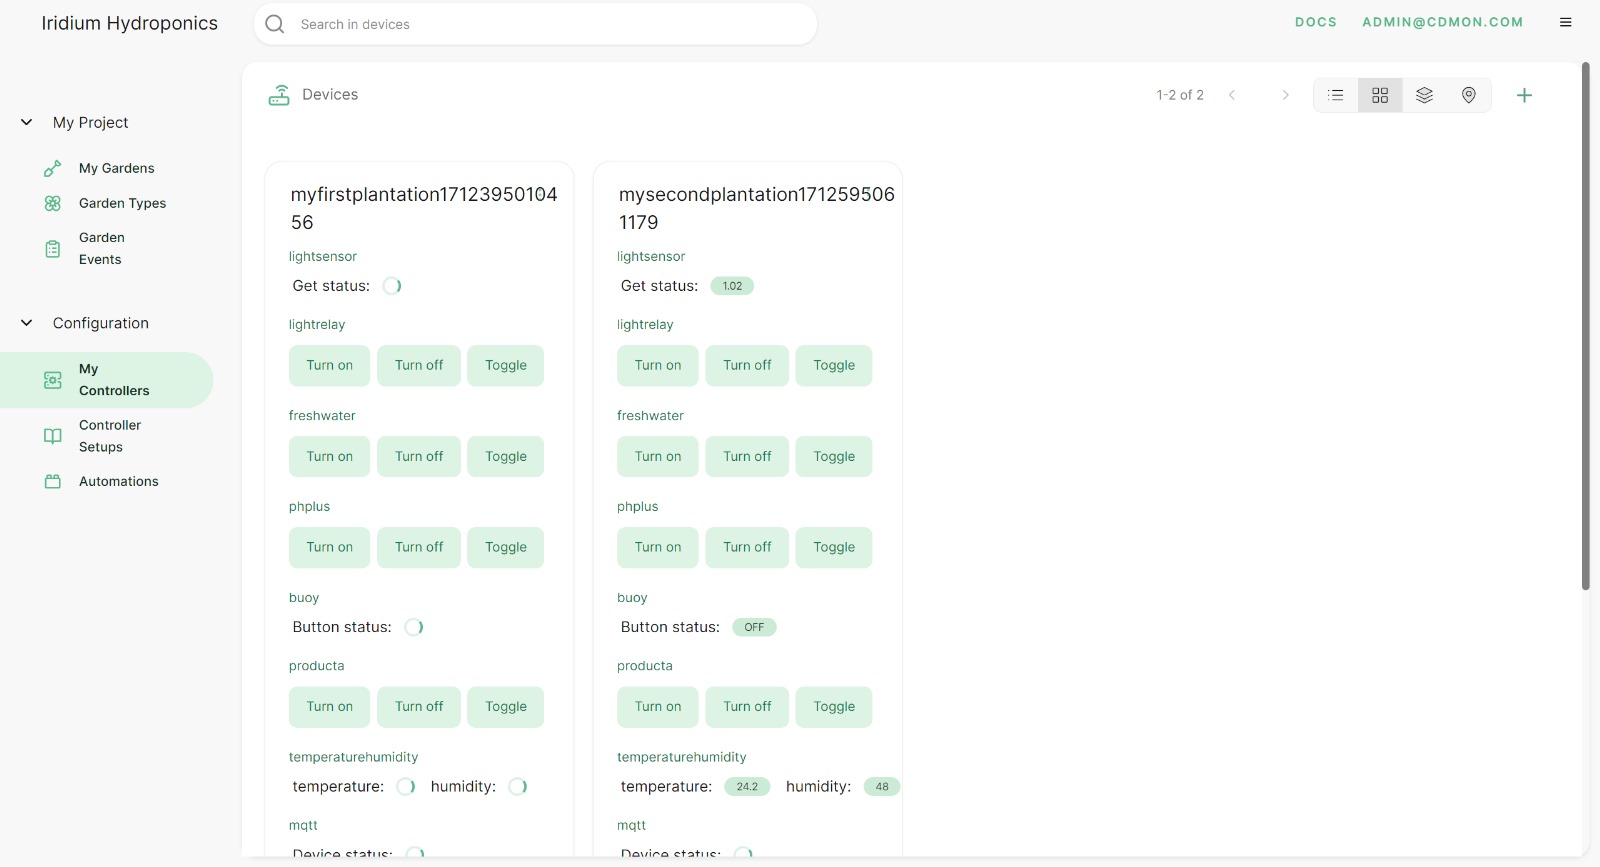 Iridium Hydroponics
Search in devices
DOCS
ADMIN@CDMON.COM
My Project
My Gardens
Garden Types
Garden
Events
Configuration
My
Controllers
Controller
Setups
Automations
Devices
1-2 of 2
myfirstplantation17123950104
56
lightsensor
Get status:
lightrelay
Turn on Turn off Toggle
freshwater
Turn on Turn off Toggle
phplus
Turn on Turn off Toggle
buoy
Button status:
producta
Turn on Turn off Toggle
temperaturehumidity
temperature: humidity:
mqtt
Device status:
mysecondplantation171259506
1179
lightsensor
Get status: 1.02
lightrelay
Turn on Turn off Toggle
freshwater
Turn on Turn off Toggle
phplus
Turn on Turn off Toggle
buoy
Button status: OFF
producta
Turn on Turn off Toggle
temperaturehumidity
temperature: 24.2 humidity: 48
mqtt
Device status: